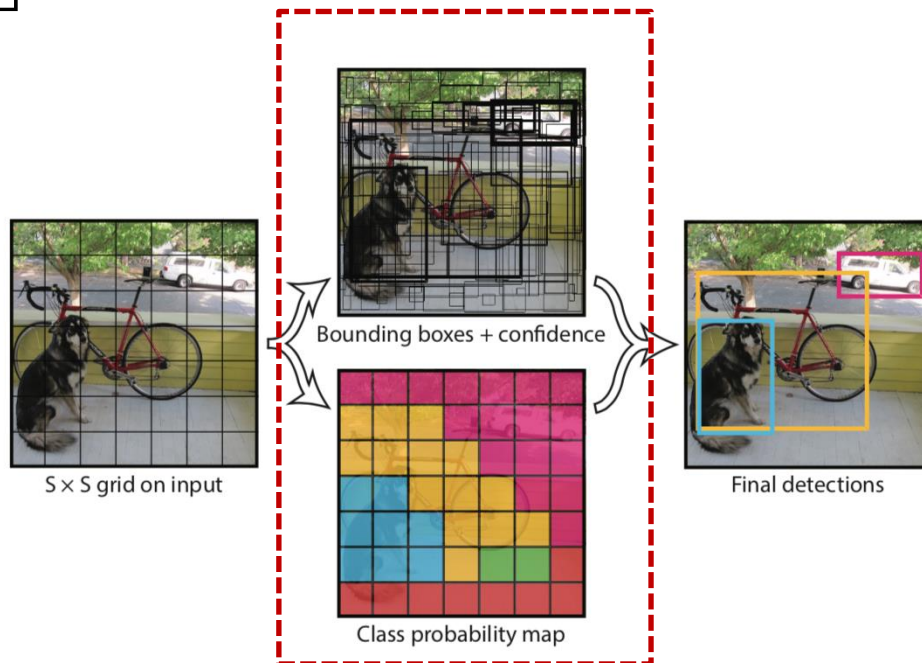 Bounding boxes + confidence
S × S grid on input
Final detections
Class probability map